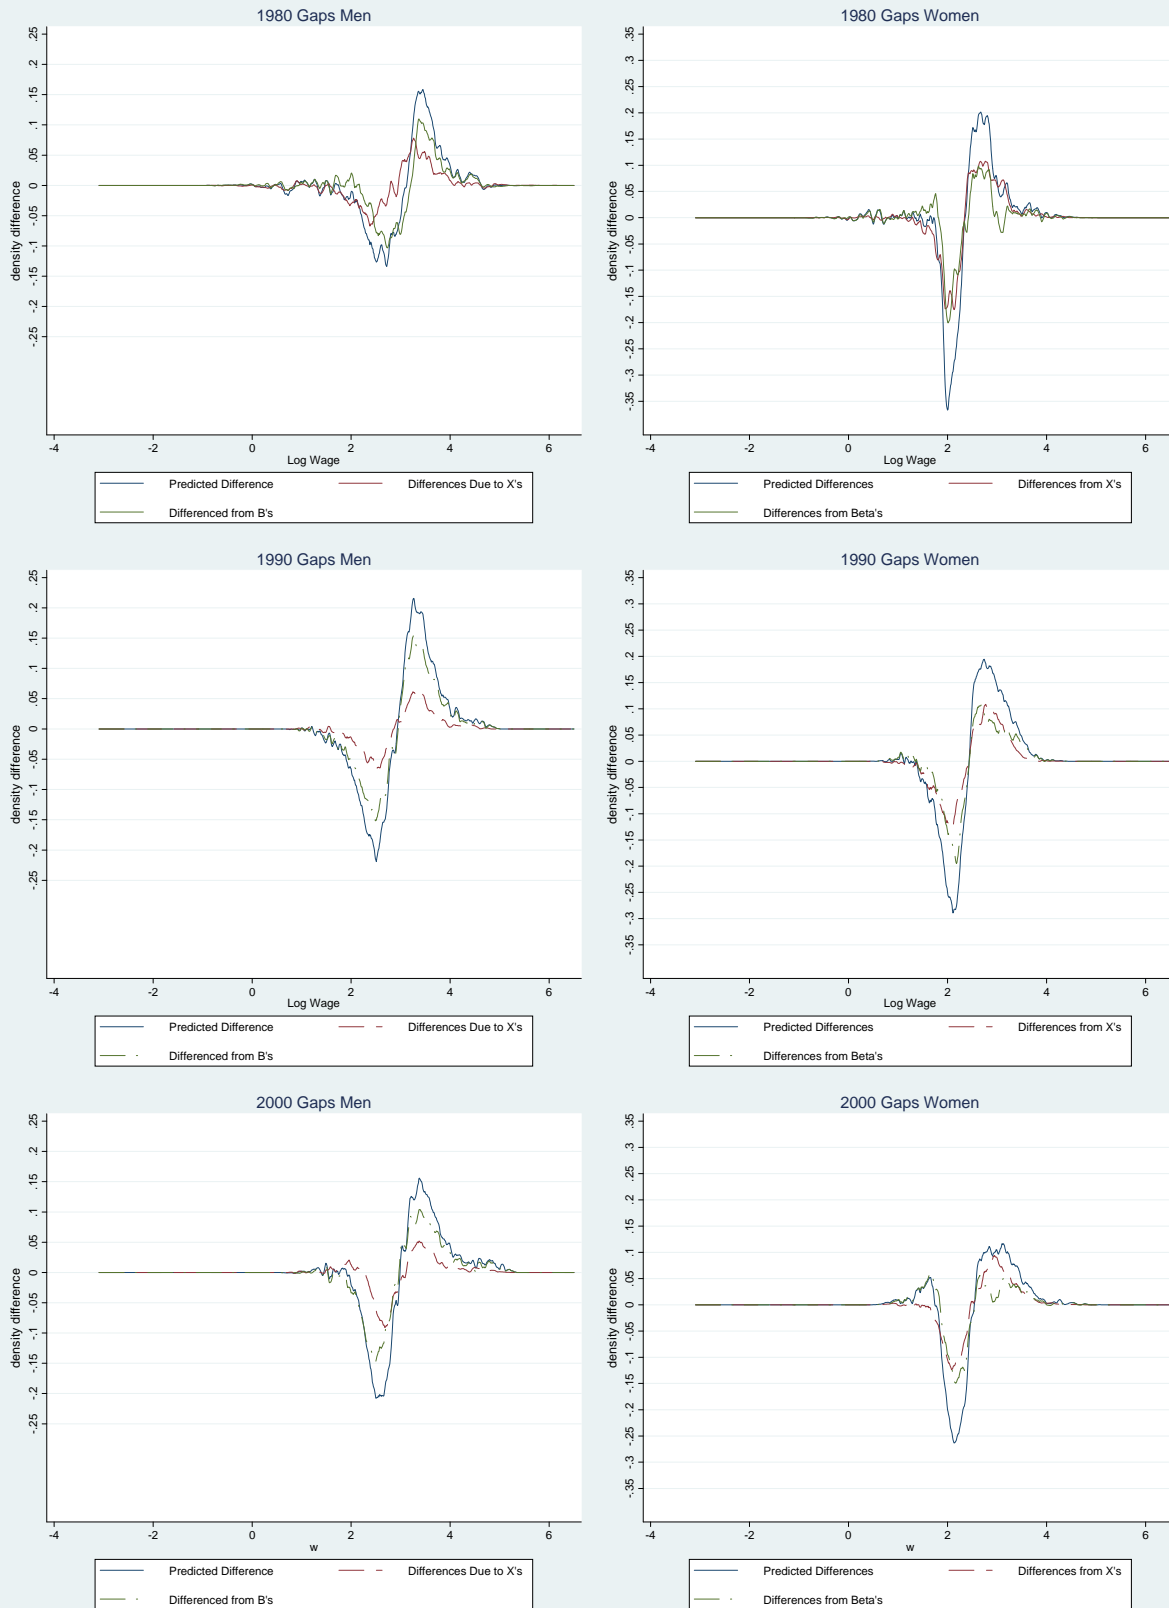 1980 Gaps Men
.25
.2
.15
.1
.05
0
-.05
-.1
-.15
-.2
-.25
density difference
-4 -2 0 2 4 6
Log Wage
Predicted Difference Differences Due to X's
Differenced from B's
1980 Gaps Women
.35
.3
.25
.2
.15
.1
.05
0
-.05
-.1
-.15
-.2
-.25
-.3
-.35
density difference
-4 -2 0 2 4 6
Log Wage
Predicted Differences Differences from X's
Differences from Beta's
1990 Gaps Men
.25
.2
.15
.1
.05
0
-.05
-.1
-.15
-.2
-.25
density difference
-4 -2 0 2 4 6
Log Wage
Predicted Difference Differences Due to X's
Differenced from B's
1990 Gaps Women
.35
.3
.25
.2
.15
.1
.05
0
-.05
-.1
-.15
-.2
-.25
-.3
-.35
density difference
-4 -2 0 2 4 6
Log Wage
Predicted Differences Differences from X's
Differences from Beta's
2000 Gaps Men
.25
.2
.15
.1
.05
0
-.05
-.1
-.15
-.2
-.25
density difference
-4 -2 0 2 4 6
w
Predicted Difference Differences Due to X's
Differenced from B's
2000 Gaps Women
.35
.3
.25
.2
.15
.1
.05
0
-.05
-.1
-.15
-.2
-.25
-.3
-.35
density difference
-4 -2 0 2 4 6
w
Predicted Differences Differences from X's
Differences from Beta's